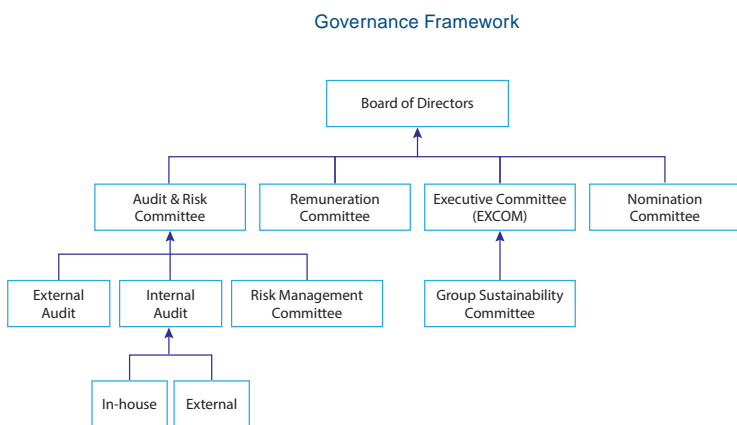 Governance Framework
Board of Directors
Audit & Risk
Committee
Remuneration
Committee
Executive Committee
(EXCOM)
Nomination
Committee
External
Audit
Internal
Audit
Risk Management
Committee
Group Sustainability
Committee
In-house
External